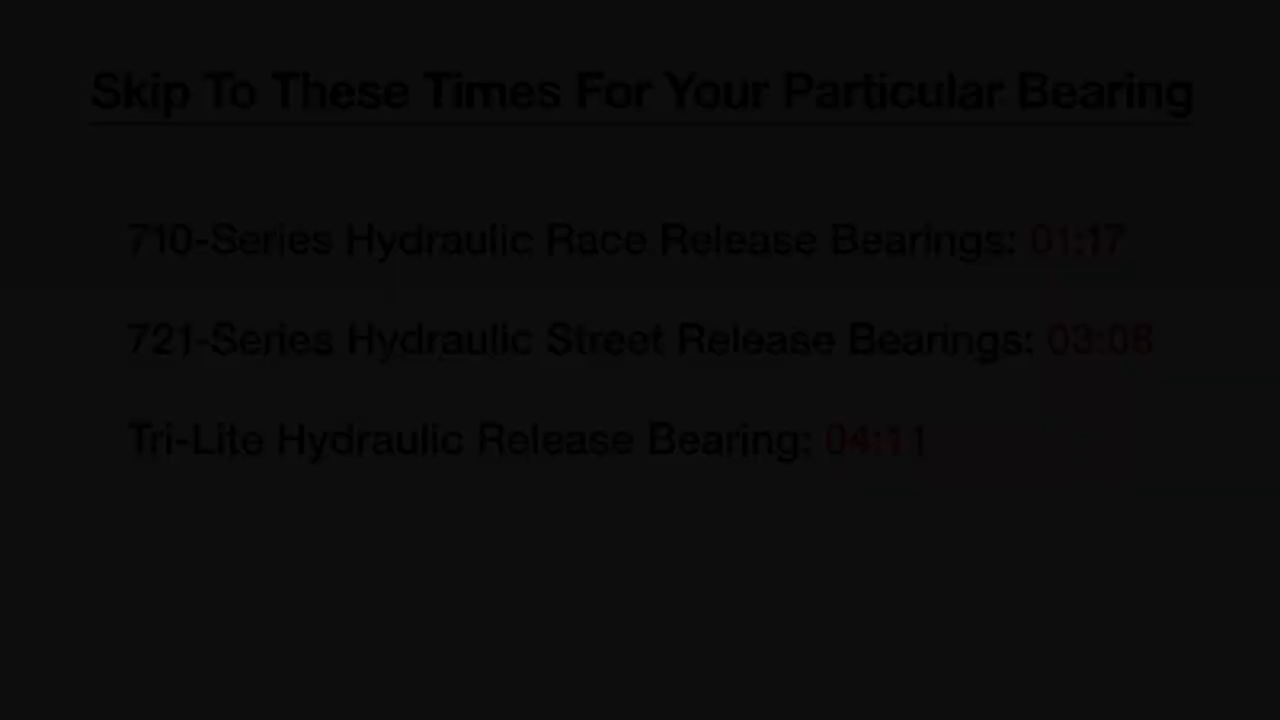 Skip To These Times For Your Particular Bearing
710-Series Hydraulic Race Release Bearings: 01:17
721-Series Hydraulic Street Release Bearings: 03:08
Tri-Lite Hydraulic Release Bearing: 04:11